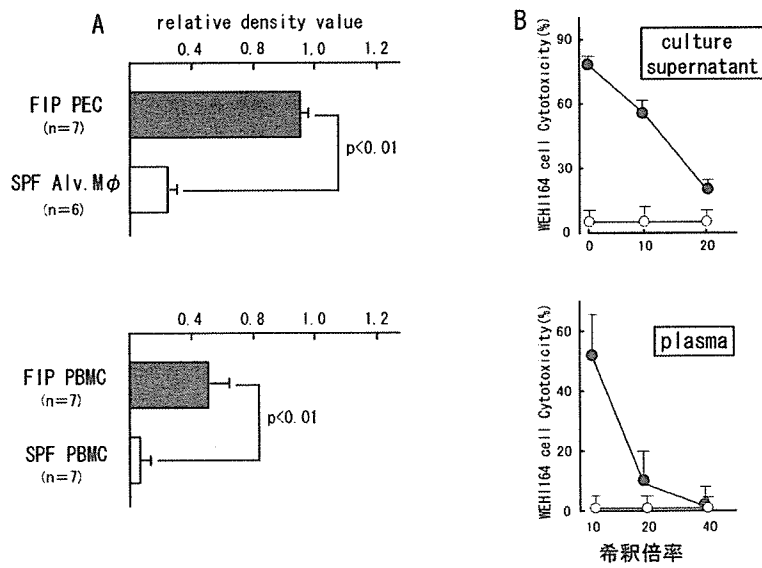 A
relative density value
0.4 0.8 1.0 1.2
FIP PEC
(n=7)
SPF Alv.Mφ
(n=6)
p<0.01
0.4 0.8 1.0 1.2
FIP PBMC
(n=7)
SPF PBMC
(n=7)
p<0.01
B
WEHI164 cell Cytotoxicity(%)
90
60
30
0
culture
supernatant
0 10 20
WEHI164 cell Cytotoxicity(%)
60
40
20
10
0
plasma
10 20 40
希釈倍率